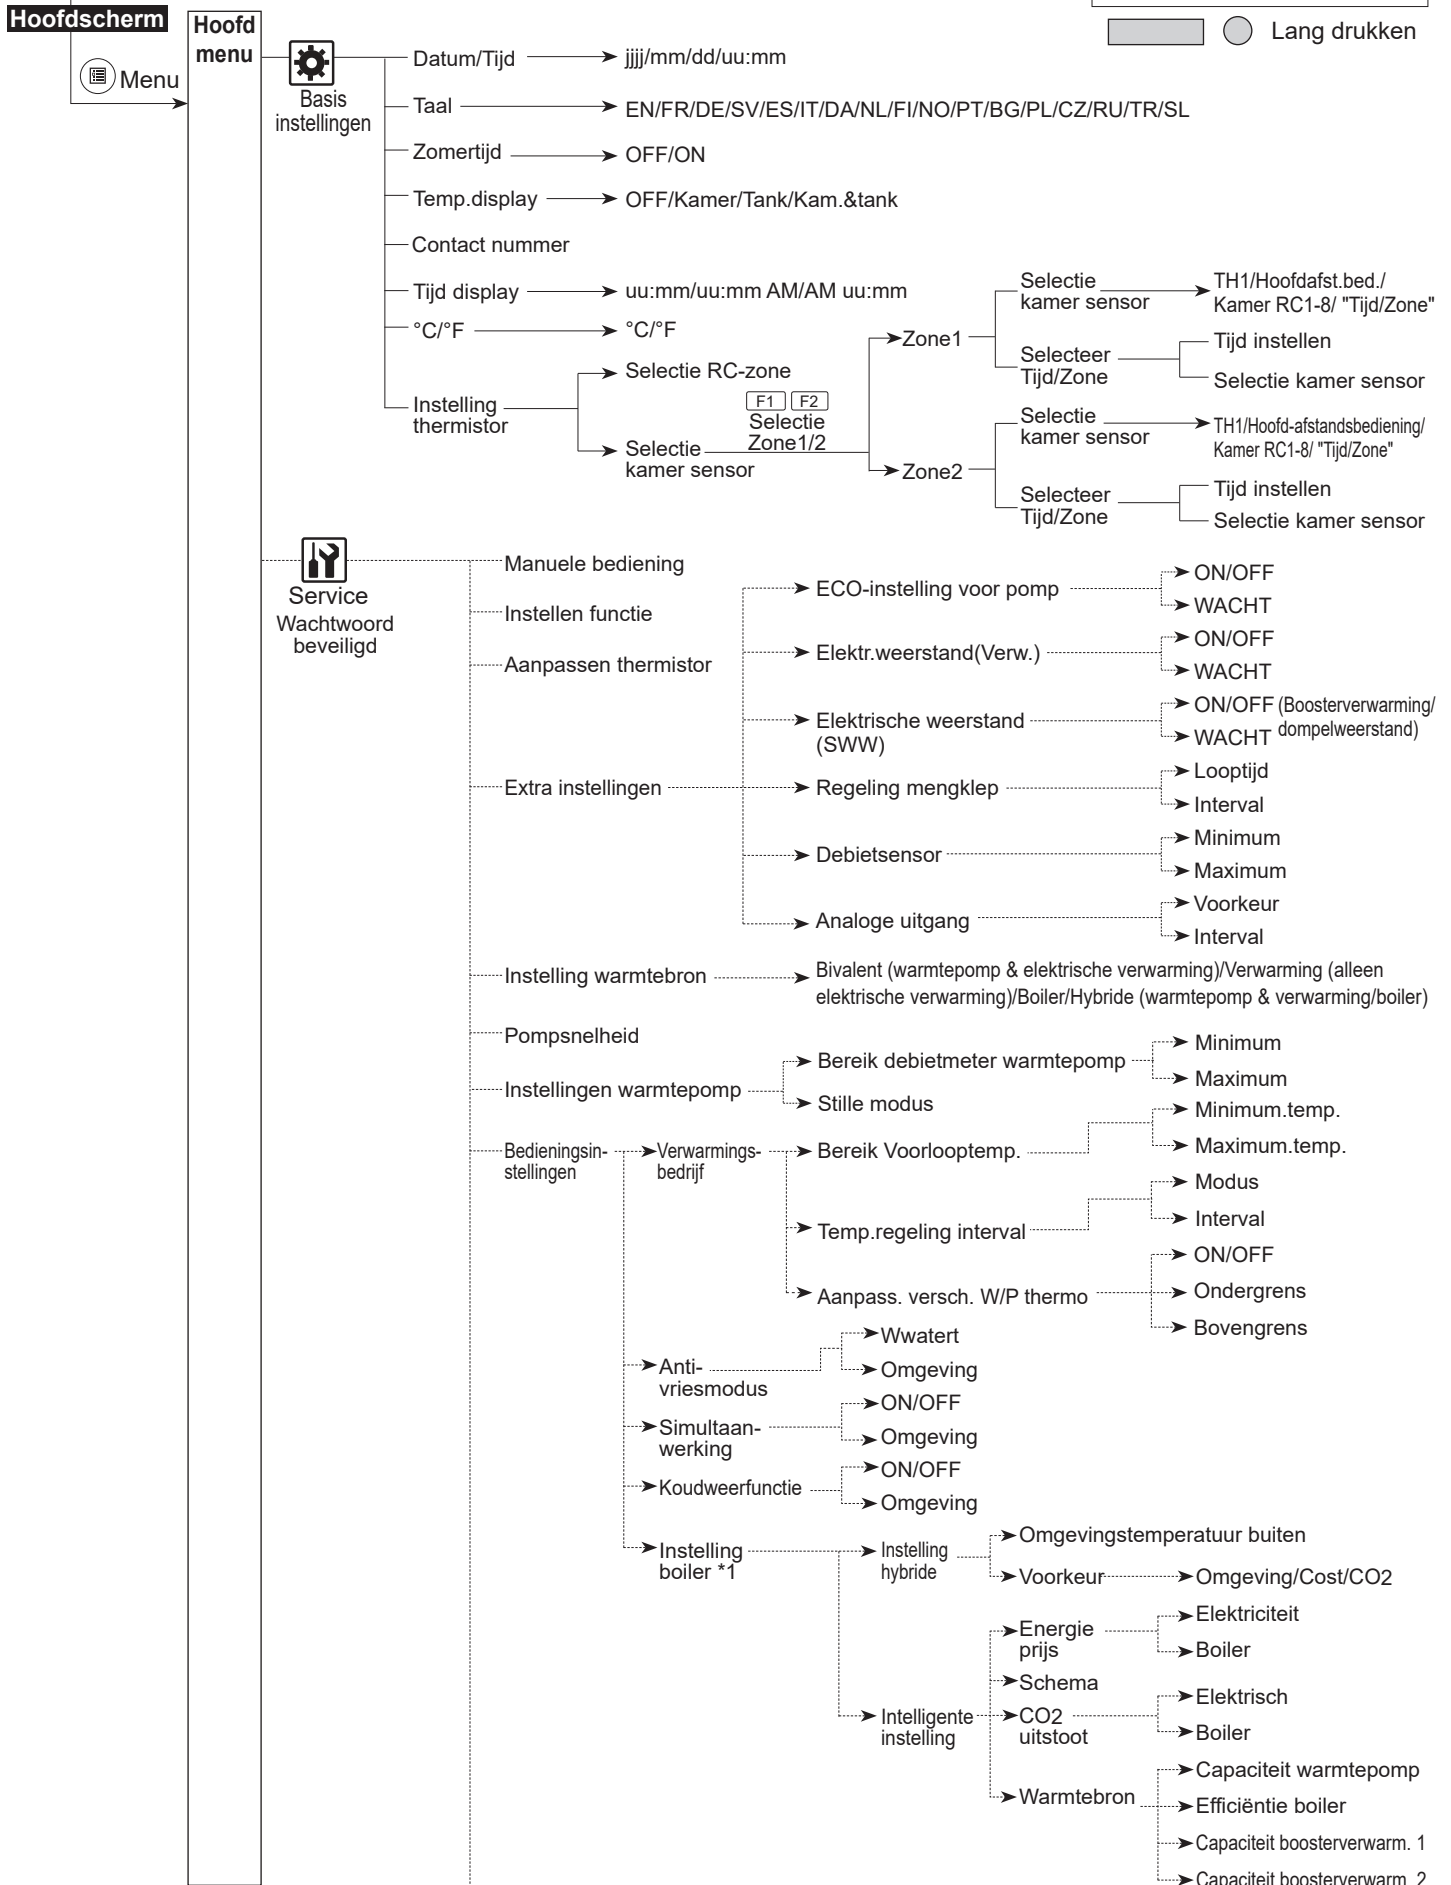 Hoofdscherm
Hoofd
menu
Lang drukken
Menu
Basis
instellingen
Datum/Tijd
jjjj/mm/dd/uu:mm
Taal
EN/FR/DE/SV/ES/IT/DA/NL/FI/NO/PT/BG/PL/CZ/RU/TR/SL
Zomertijd
OFF/ON
Temp.display
OFF/Kamer/Tank/Kam.&tank
Contact nummer
Tijd display
uu:mm/uu:mm AM/AM uu:mm
°C/°F
°C/°F
Instelling
thermistor
Selectie RC-zone
Selectie
kamer sensor
F1 F2
Selectie
Zone1/2
Zone1
Selectie
kamer sensor
TH1/Hoofdafst.bed./
Kamer RC1-8/ "Tijd/Zone"
Selecteer
Tijd/Zone
Tijd instellen
Selectie kamer sensor
Zone2
Selectie
kamer sensor
TH1/Hoofd-afstandsbediening/
Kamer RC1-8/ "Tijd/Zone"
Selecteer
Tijd/Zone
Tijd instellen
Selectie kamer sensor
Service
Wachtwoord
beveiligd
Manuele bediening
Instellen functie
Aanpassen thermistor
Extra instellingen
ECO-instelling voor pomp
ON/OFF
WACHT
Elektr.weerstand(Verw.)
ON/OFF
WACHT
Elektrische weerstand
(SWW)
ON/OFF
WACHT
(Boosterverwarming/
dompelweerstand)
Regeling mengklep
Looptijd
Interval
Debietsensor
Minimum
Maximum
Analoge uitgang
Voorkeur
Interval
Instelling warmtebron
Bivalent (warmtepomp & elektrische verwarming)/Verwarming (alleen
elektrische verwarming)/Boiler/Hybride (warmtepomp & verwarming/boiler)
Pompsnelheid
Instellingen warmtepomp
Bereik debietmeter warmtepomp
Minimum
Maximum
Stille modus
Bedieningsin-
stellingen
Verwarmings-
bedrijf
Bereik Voorlooptemp.
Minimum.temp.
Maximum.temp.
Temp.regeling interval
Modus
Interval
Aanpass. versch. W/P thermo
ON/OFF
Ondergrens
Bovengrens
Anti-
vriesmodus
Wwatert
Omgeving
Simultaan-
werking
ON/OFF
Omgeving
Koudweerfunctie
ON/OFF
Omgeving
Instelling
boiler *1
Instelling
hybride
Omgevingstemperatuur buiten
Voorkeur
Omgeving/Cost/CO2
Intelligente
instelling
Energie
prijs
Elektriciteit
Boiler
Schema
CO2
uitstoot
Elektrisch
Boiler
Warmtebron
Capaciteit warmtepomp
Efficiëntie boiler
Capaciteit boosterverwarm. 1
Capaciteit boosterverwarm. 2